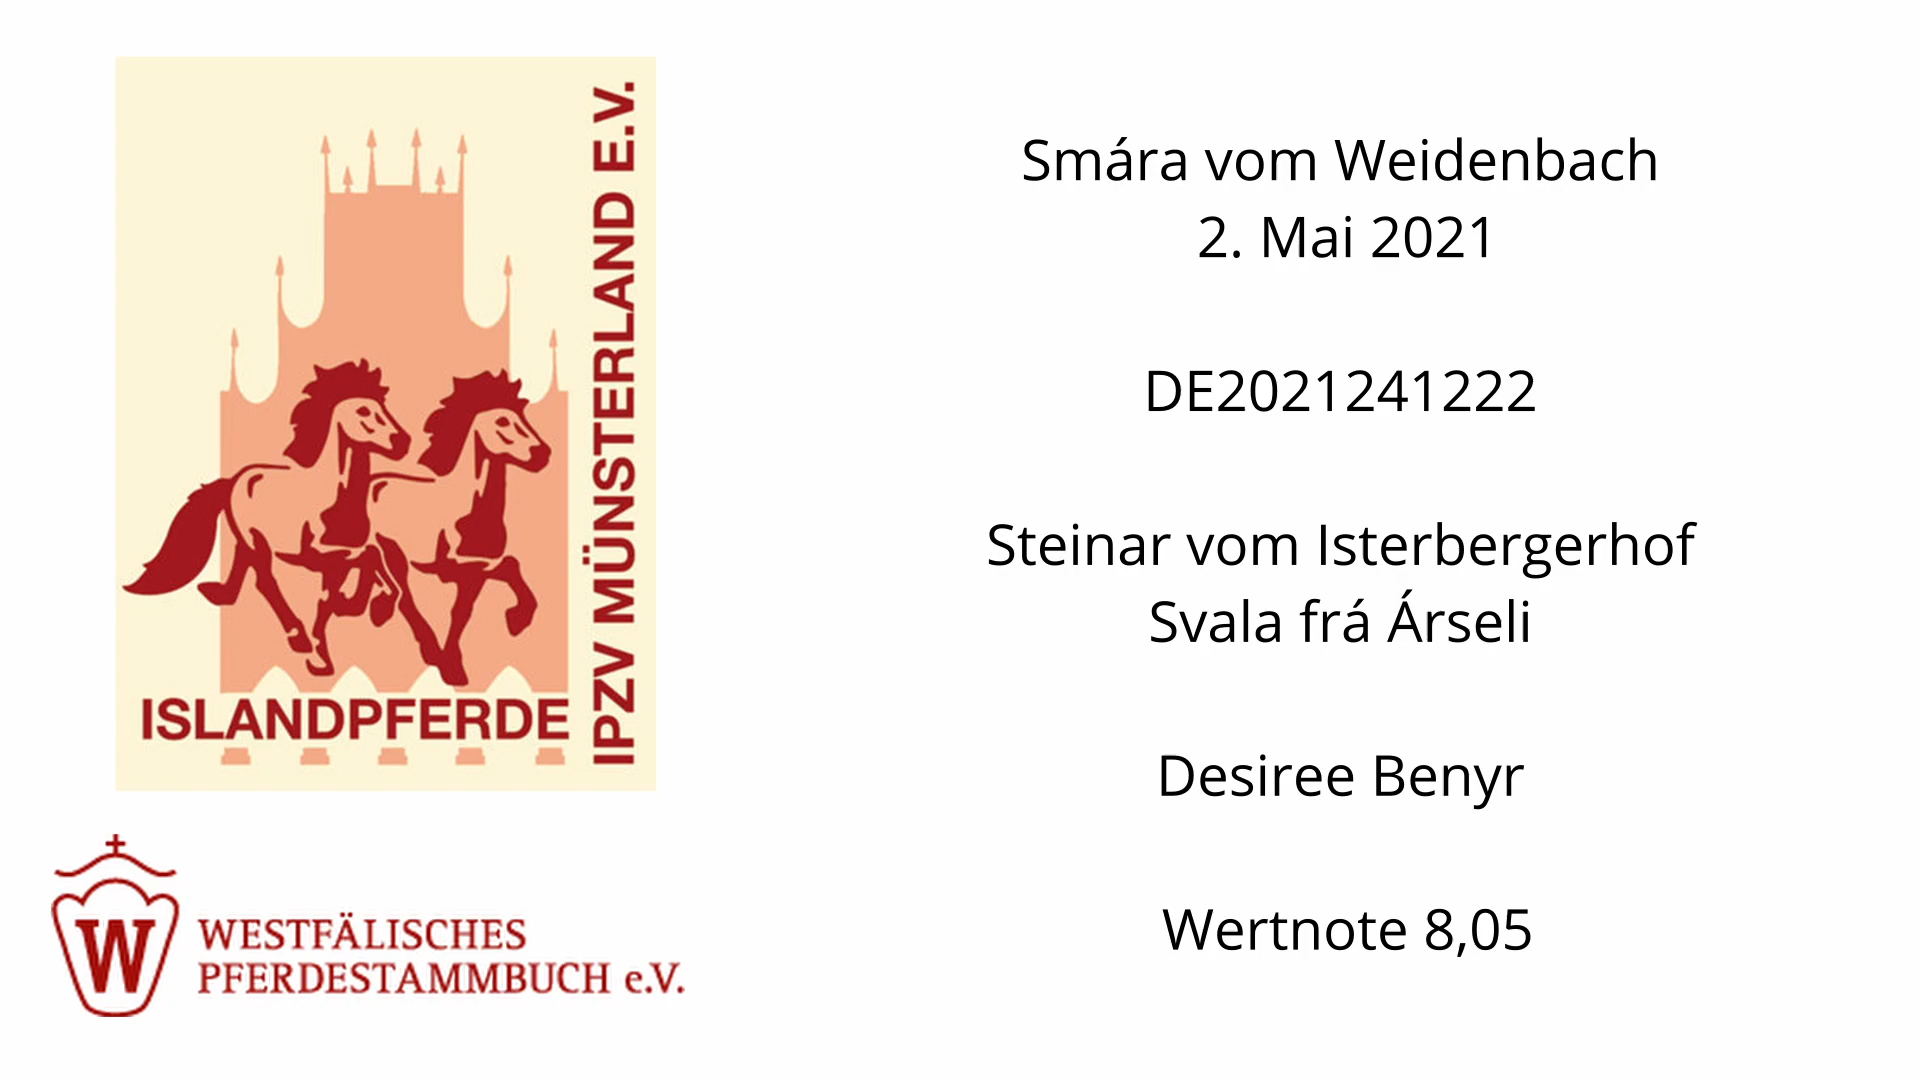 ISLANDPFERDE
IPZV MÜNSTERLAND E.V.
W
WESTFÄLISCHES
PFERDESTAMMBUCH e.V.
Smára vom Weidenbach
2. Mai 2021
DE2021241222
Steinar vom Isterbergerhof
Svala frá Árseli
Desiree Benyr
Wertnote 8,05